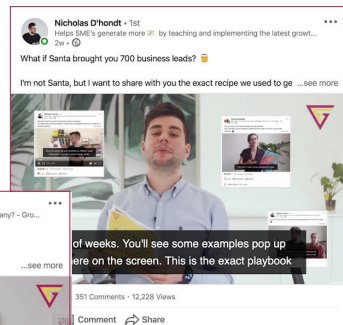 Nicholas D'hondt • 1st
Helps SME's generate more 💸 by teaching and implementing the latest growt...
2w •
What if Santa brought you 700 business leads? 🎅
I'm not Santa, but I want to share with you the exact recipe we used to ge ...see more
of weeks. You'll see some examples pop up
ere on the screen. This is the exact playbook
any? - Gro...
...see more
351 Comments • 12,228 Views
Comment Share